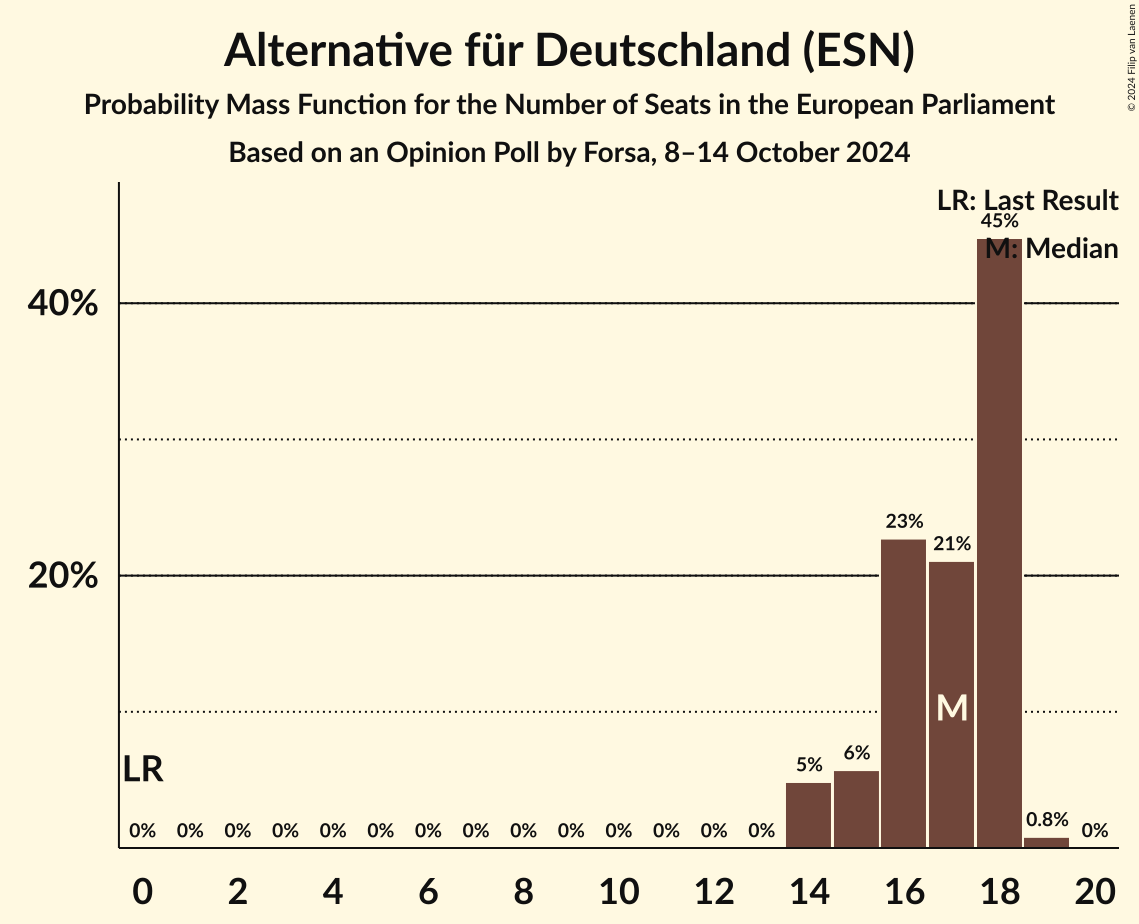 Alternative für Deutschland (ESN)
Probability Mass Function for the Number of Seats in the European Parliament
Based on an Opinion Poll by Forsa, 8–14 October 2024
© 2024 Filip van Laenen
LR: Last Result
45%
M: Median
40%
23%
21%
20%
M
6%
LR
5%
0% 0% 0% 0% 0% 0% 0% 0% 0% 0% 0% 0% 0% 0% 0.8% 0%
0 2 4 6 8 10 12 14 16 18 20